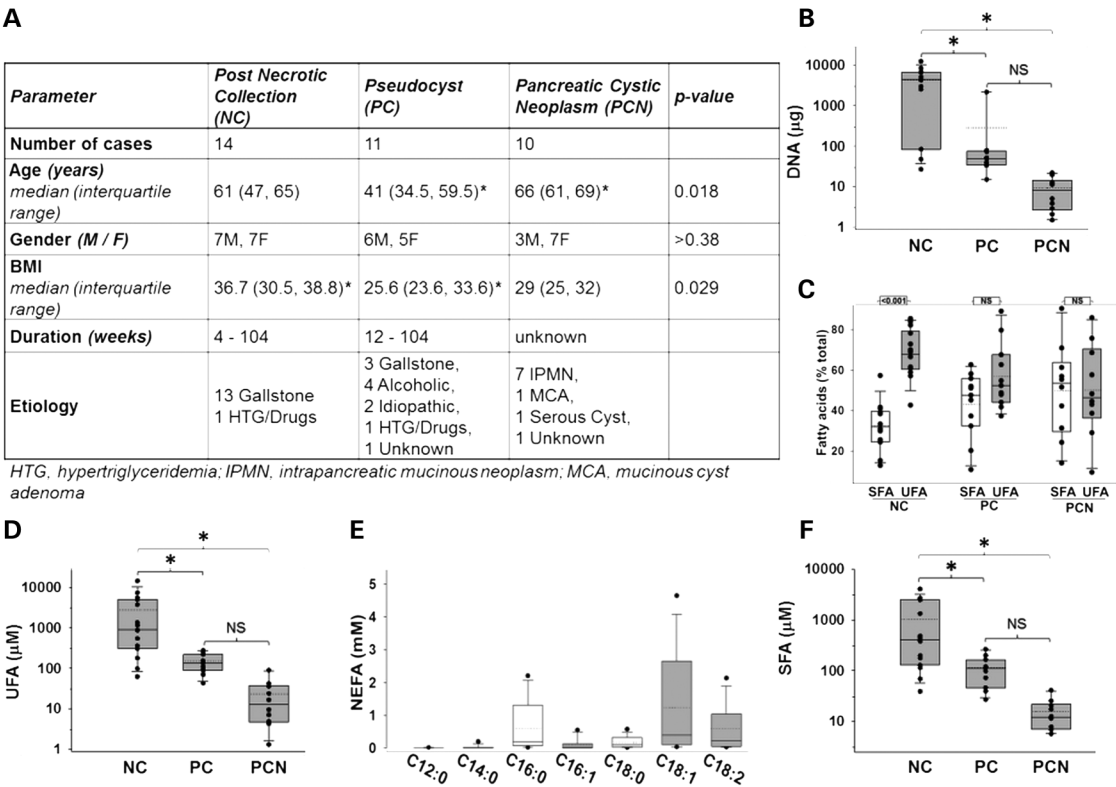 A
Parameter
Post Necrotic
Collection
(NC)
Pseudocyst
(PC)
Pancreatic Cystic
Neoplasm (PCN)
p-value
Number of cases
14
11
10
Age (years)
median (interquartile
range)
61 (47, 65)
41 (34.5, 59.5)*
66 (61, 69)*
0.018
Gender (M / F)
7M, 7F
6M, 5F
3M, 7F
>0.38
BMI
median (interquartile
range)
36.7 (30.5, 38.8)*
25.6 (23.6, 33.6)*
29 (25, 32)
0.029
Duration (weeks)
4 - 104
12 - 104
unknown
Etiology
13 Gallstone
1 HTG/Drugs
3 Gallstone,
4 Alcoholic,
2 Idiopathic,
1 HTG/Drugs,
1 Unknown
7 IPMN,
1 MCA,
1 Serous Cyst,
1 Unknown
HTG, hypertriglyceridemia; IPMN, intrapancreatic mucinous neoplasm; MCA, mucinous cyst
adenoma
B
*
*
NS
DNA (µg)
10000
1000
100
10
1
NC PC PCN
C
<0.001 NS NS
Fatty acids (% total)
80
60
40
20
SFA UFA SFA UFA SFA UFA
NC PC PCN
D
*
*
NS
UFA (µM)
10000
1000
100
10
1
NC PC PCN
E
NEFA (mM)
5
4
3
2
1
0
C12:0 C14:0 C16:0 C16:1 C18:0 C18:1 C18:2
F
*
*
NS
SFA (µM)
10000
1000
100
10
NC PC PCN